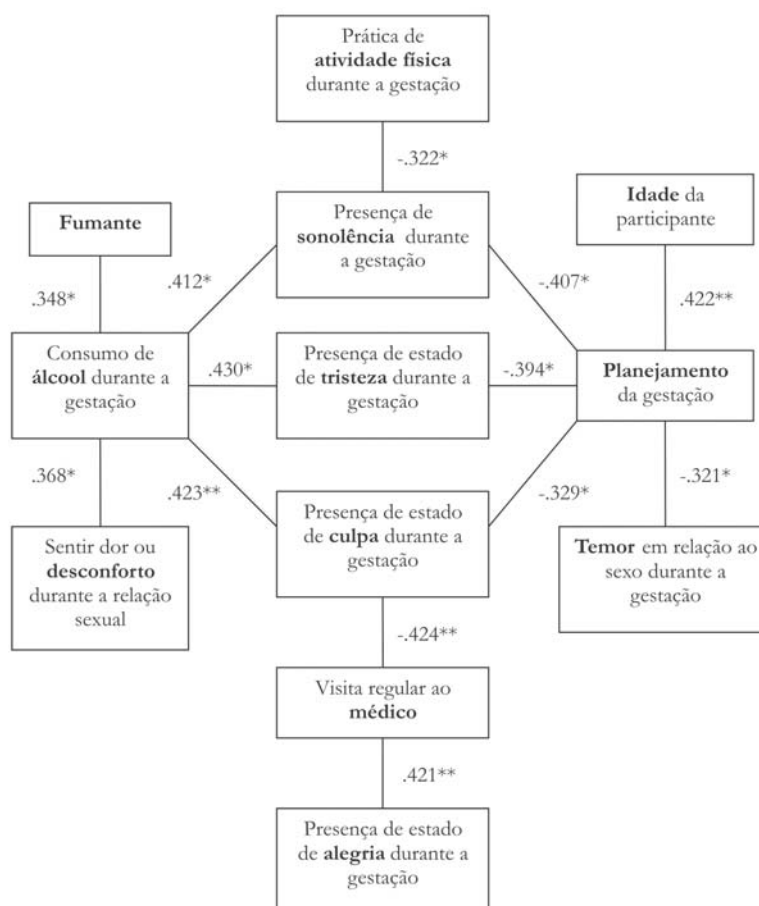 Prática de
atividade física
durante a gestação
-.322*
Fumante
Presença de
sonolência durante
a gestação
Idade da
participante
.348*
.412*
-.407*
.422**
Consumo de
álcool durante a
gestação
.430*
Presença de estado
de tristeza durante a
gestação
-.394*
Planejamento
da gestação
.368*
.423**
-.329*
-.321*
Sentir dor ou
desconforto
durante a relação
sexual
Presença de estado
de culpa durante a
gestação
Temor em relação ao
sexo durante a
gestação
-.424**
Visita regular ao
médico
.421**
Presença de estado
de alegria durante a
gestação